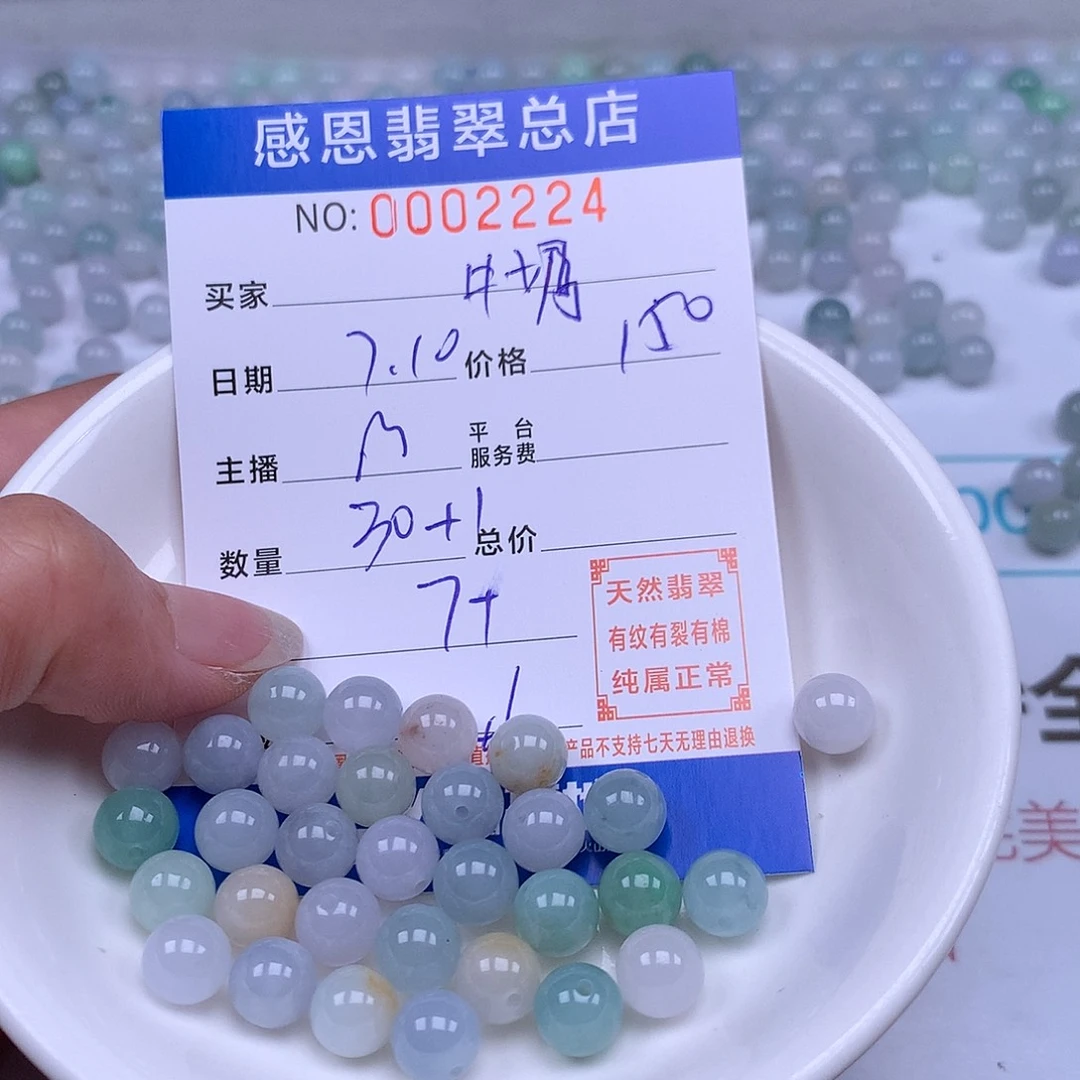 感恩翡翠总店
NO: 0002224
买家
日期 7.10 价格 150
主播
平台
服务费
数量 30+1 总价
7+
天然翡翠
有纹有裂有棉
纯属正常
产品不支持七天无理由退换
全
美